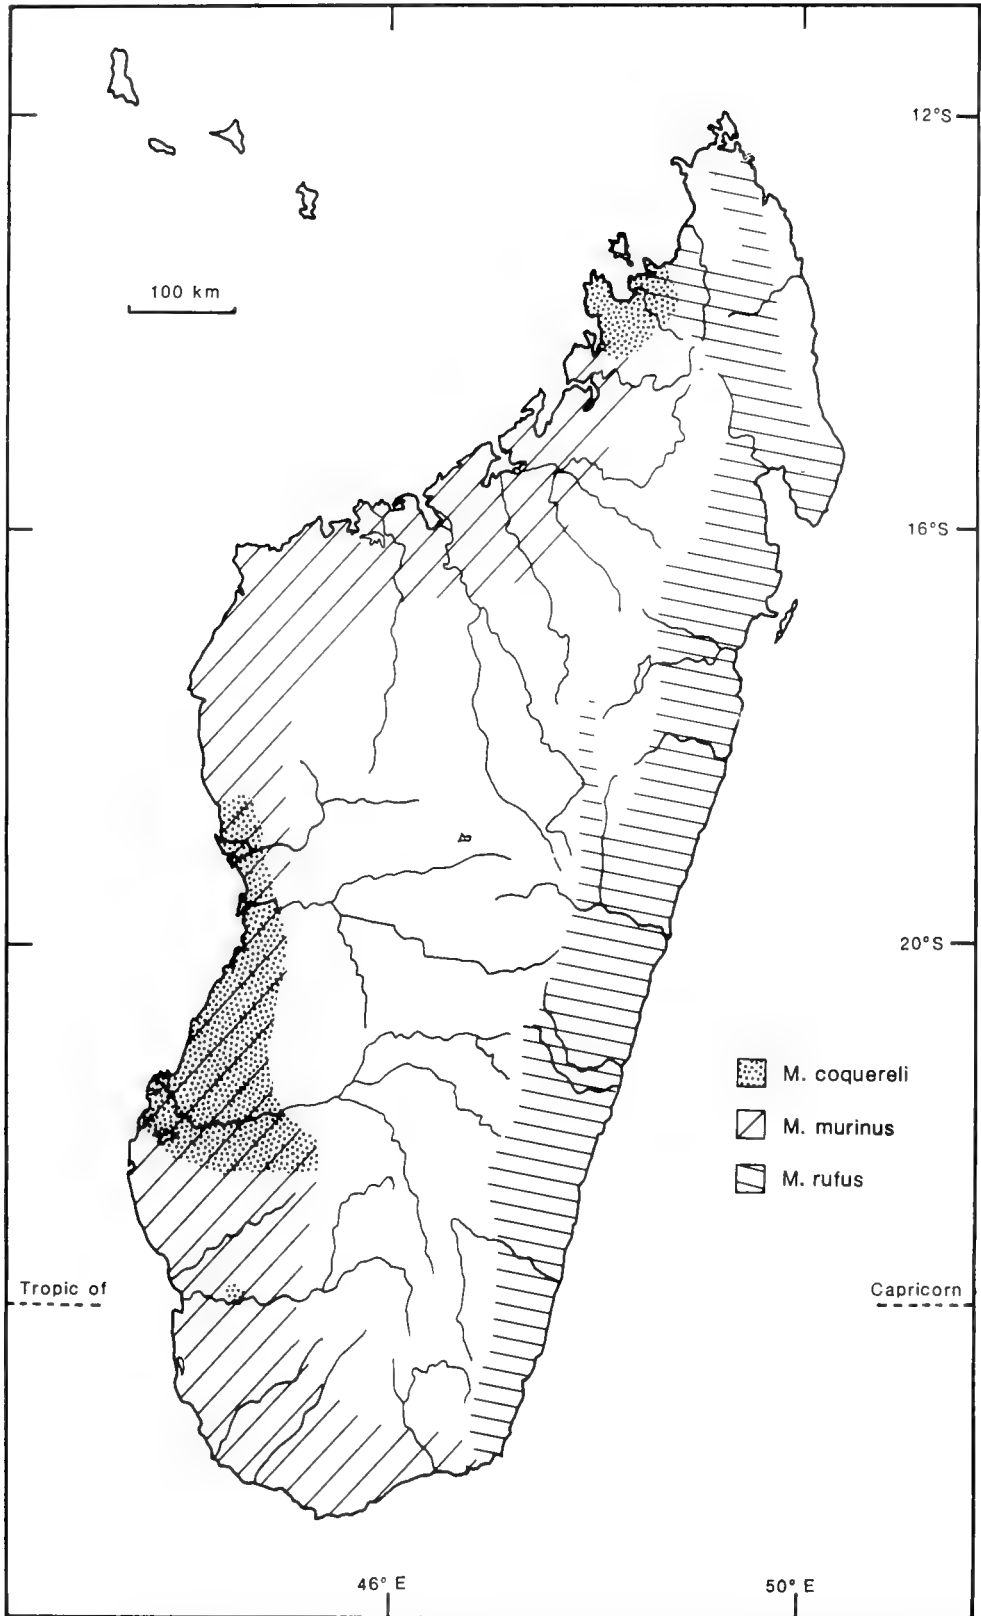 12°S
100 km
16°S
20°S
M. coquereli
M. murinus
M. rufus
Tropic of Capricorn
46° E 50° E